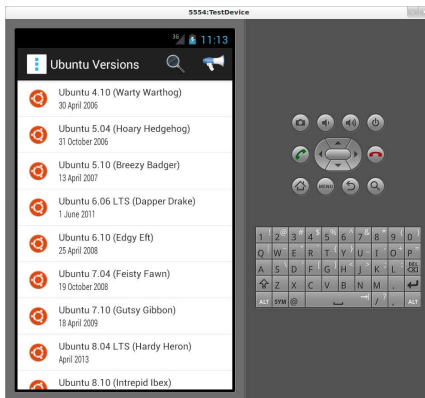 5554:TestDevice
3G 11:13
Ubuntu Versions
Ubuntu 4.10 (Warty Warthog)
30 April 2006
Ubuntu 5.04 (Hoary Hedgehog)
31 October 2006
Ubuntu 5.10 (Breezy Badger)
13 April 2007
Ubuntu 6.06 LTS (Dapper Drake)
1 June 2011
Ubuntu 6.10 (Edgy Eft)
25 April 2008
Ubuntu 7.04 (Feisty Fawn)
19 October 2008
Ubuntu 7.10 (Gutsy Gibbon)
18 April 2009
Ubuntu 8.04 LTS (Hardy Heron)
April 2013
Ubuntu 8.10 (Intrepid Ibex)
MENU
1 ! 2 @ 3 # 4 $ 5 % 6 ^ 7 & 8 * 9 ( 0 )
Q W E R T Y U I O P
A S D F G H J K L DEL
Z X C V B N M .
ALT SYM @ / ? , ALT